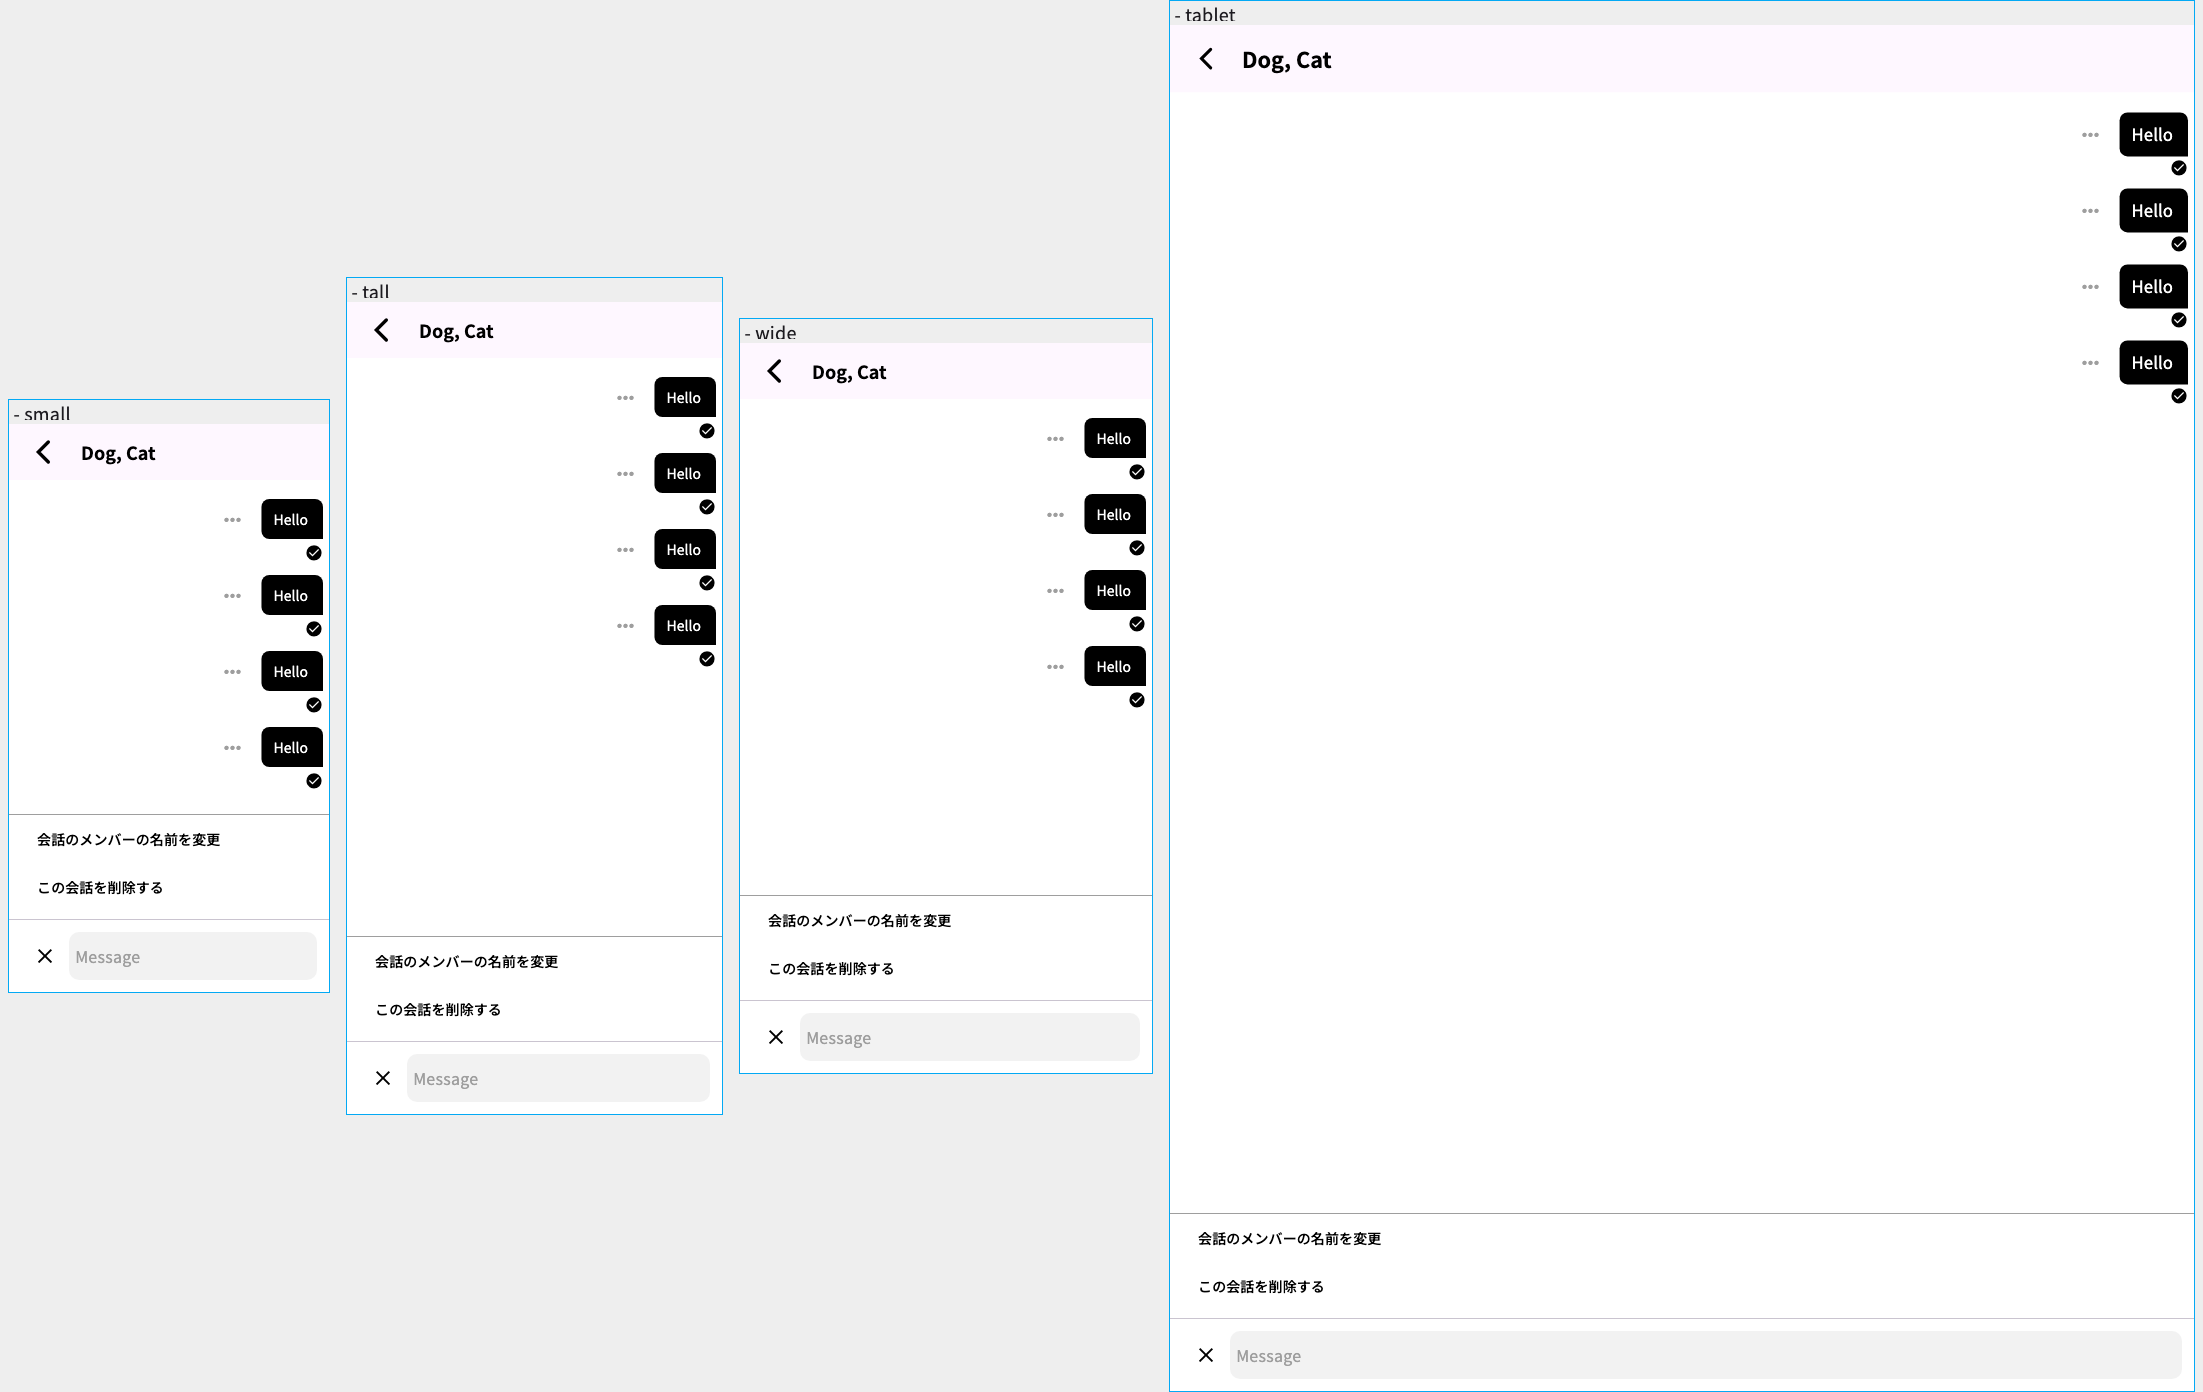 - small
Dog, Cat
Hello
Hello
Hello
Hello
会話のメンバーの名前を変更
この会話を削除する
Message
- tall
Dog, Cat
Hello
Hello
Hello
Hello
会話のメンバーの名前を変更
この会話を削除する
Message
- wide
Dog, Cat
Hello
Hello
Hello
Hello
会話のメンバーの名前を変更
この会話を削除する
Message
- tablet
Dog, Cat
Hello
Hello
Hello
Hello
会話のメンバーの名前を変更
この会話を削除する
Message